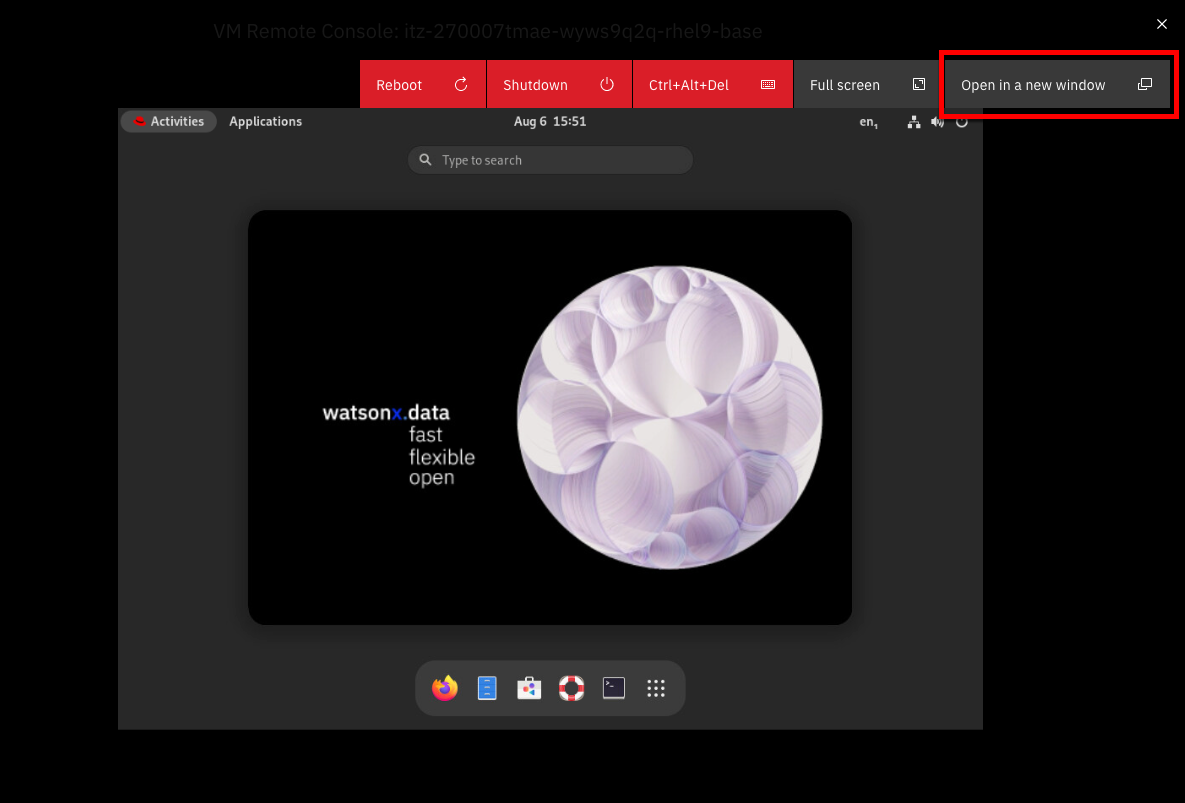 VM Remote Console: itz-270007tmae-wyws9q2q-rhel9-base
Reboot Shutdown Ctrl+Alt+Del Full screen Open in a new window
Activities Applications Aug 6 15:51 en1
Type to search
watsonx.data
fast
flexible
open